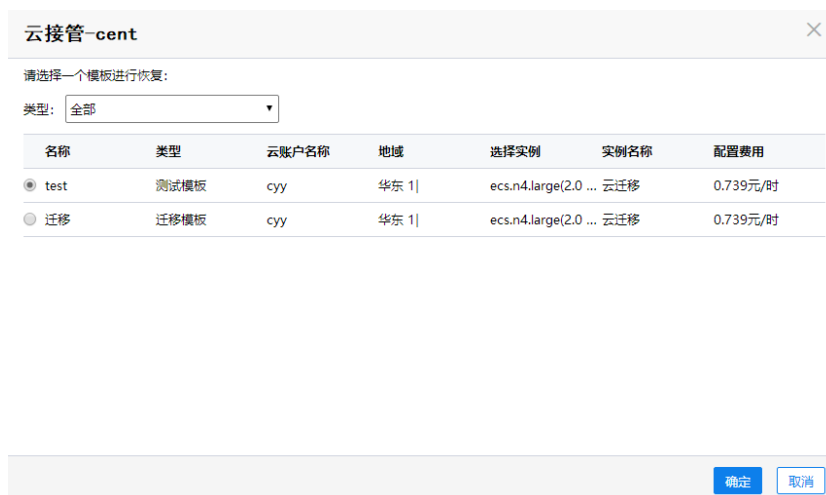 云接管-cent
请选择一个模板进行恢复:
类型: 全部
名称 类型 云账户名称 地域 选择实例 实例名称 配置费用
test 测试模板 cyy 华东 1| ecs.n4.large(2.0 ... 云迁移 0.739元/时
迁移 迁移模板 cyy 华东 1| ecs.n4.large(2.0 ... 云迁移 0.739元/时
确定 取消